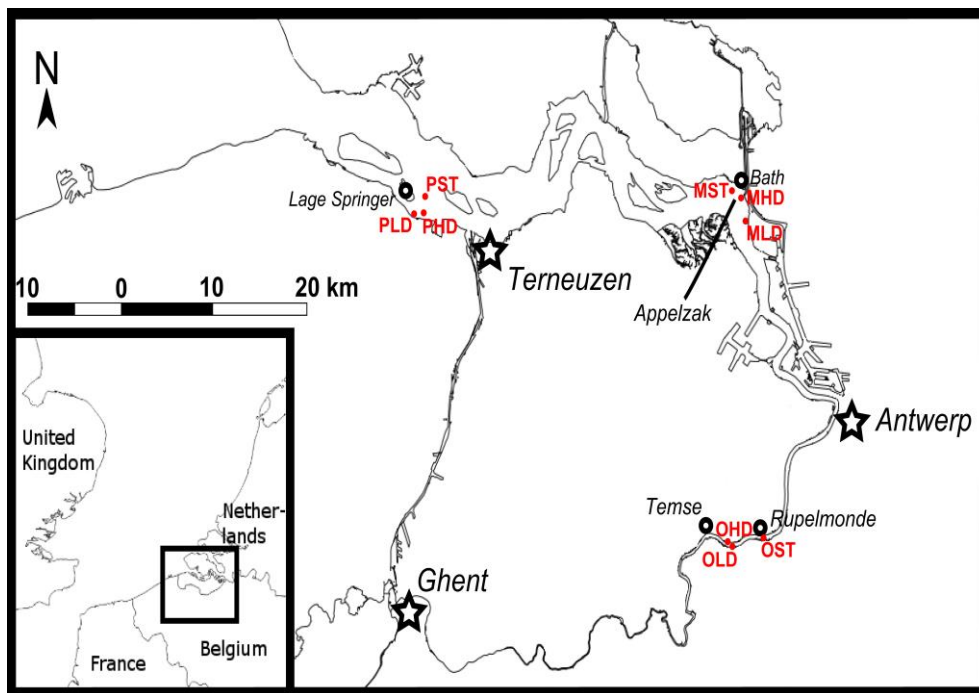 N
Lage Springer
PST
PLD
PHD
Terneuzen
10
0
10
20 km
MST
Bath
MHD
MLD
Appelzak
Antwerp
Temse
OHD
Rupelmonde
OLD
OST
Ghent
United
Kingdom
Nether-
lands
Belgium
France